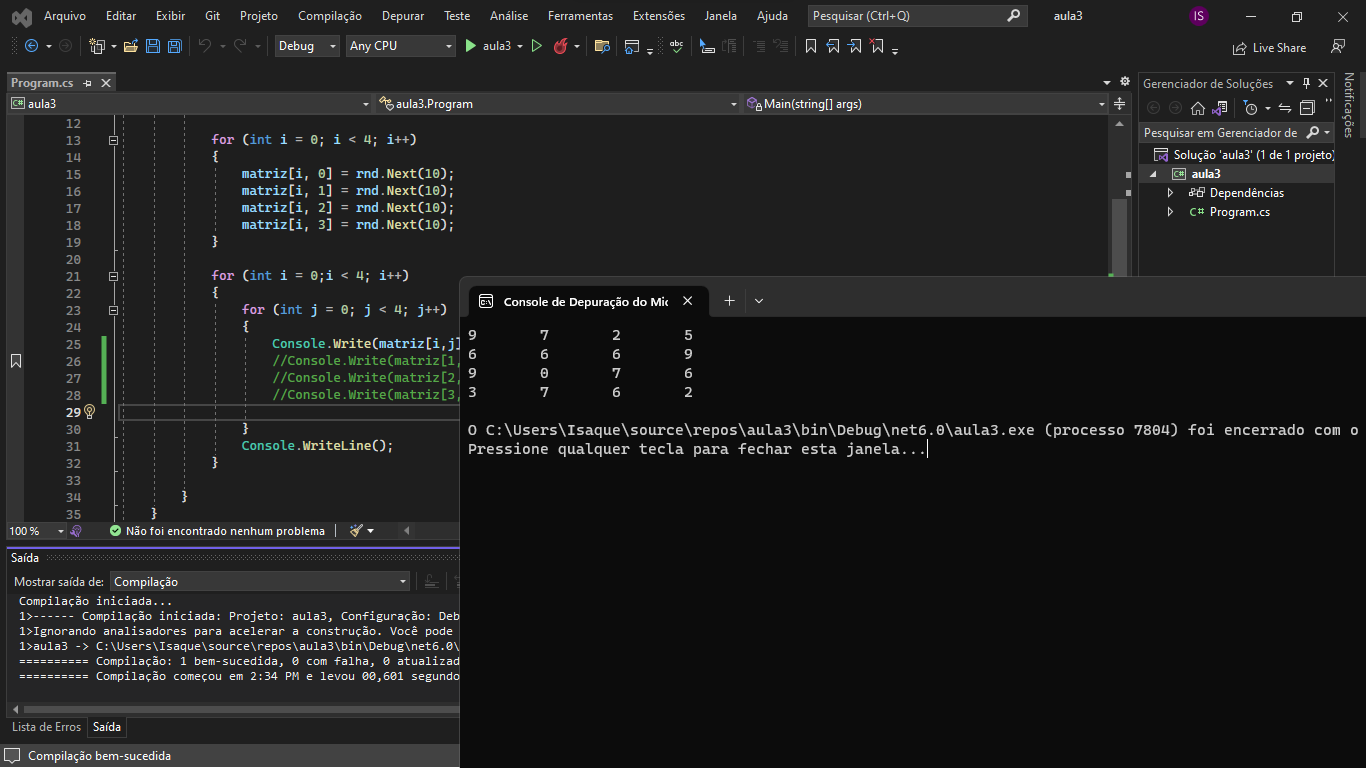 Arquivo Editar Exibir Git Projeto Compilação Depurar Teste Análise Ferramentas Extensões Janela Ajuda Pesquisar (Ctrl+Q) aula3 IS
Debug Any CPU aula3 Live Share
Program.cs
aula3 aula3.Program Main(string[] args)
12
13 for (int i = 0; i < 4; i++)
14 {
15 matriz[i, 0] = rnd.Next(10);
16 matriz[i, 1] = rnd.Next(10);
17 matriz[i, 2] = rnd.Next(10);
18 matriz[i, 3] = rnd.Next(10);
19 }
20
21 for (int i = 0;i < 4; i++)
22 {
23 for (int j = 0; j < 4; j++)
24 {
25 Console.Write(matriz[i,j]
26 //Console.Write(matriz[1,
27 //Console.Write(matriz[2,
28 //Console.Write(matriz[3,
29
30 }
31 Console.WriteLine();
32 }
33
34 }
35 }
100 % Não foi encontrado nenhum problema
Saída
Mostrar saída de: Compilação
Compilação iniciada...
1>------ Compilação iniciada: Projeto: aula3, Configuração: Deb
1>Ignorando analisadores para acelerar a construção. Você pode
1>aula3 -> C:\Users\Isaque\source\repos\aula3\bin\Debug\net6.0\
========== Compilação: 1 bem-sucedida, 0 com falha, 0 atualizad
========== Compilação começou em 2:34 PM e levou 00,601 segundo
Lista de Erros Saída
Compilação bem-sucedida
Console de Depuração do Mic
9 7 2 5
6 6 6 9
9 0 7 6
3 7 6 2
O C:\Users\Isaque\source\repos\aula3\bin\Debug\net6.0\aula3.exe (processo 7804) foi encerrado com o
Pressione qualquer tecla para fechar esta janela...
Gerenciador de Soluções
Pesquisar em Gerenciador de
Solução 'aula3' (1 de 1 projeto)
aula3
Dependências
C# Program.cs
Notificações